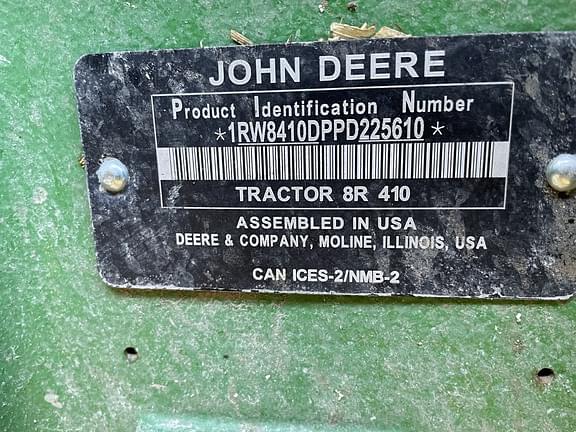 JOHN DEERE
Product Identification Number
*1RW8410DPPD225610*
TRACTOR 8R 410
ASSEMBLED IN USA
DEERE & COMPANY, MOLINE, ILLINOIS, USA
CAN ICES-2/NMB-2